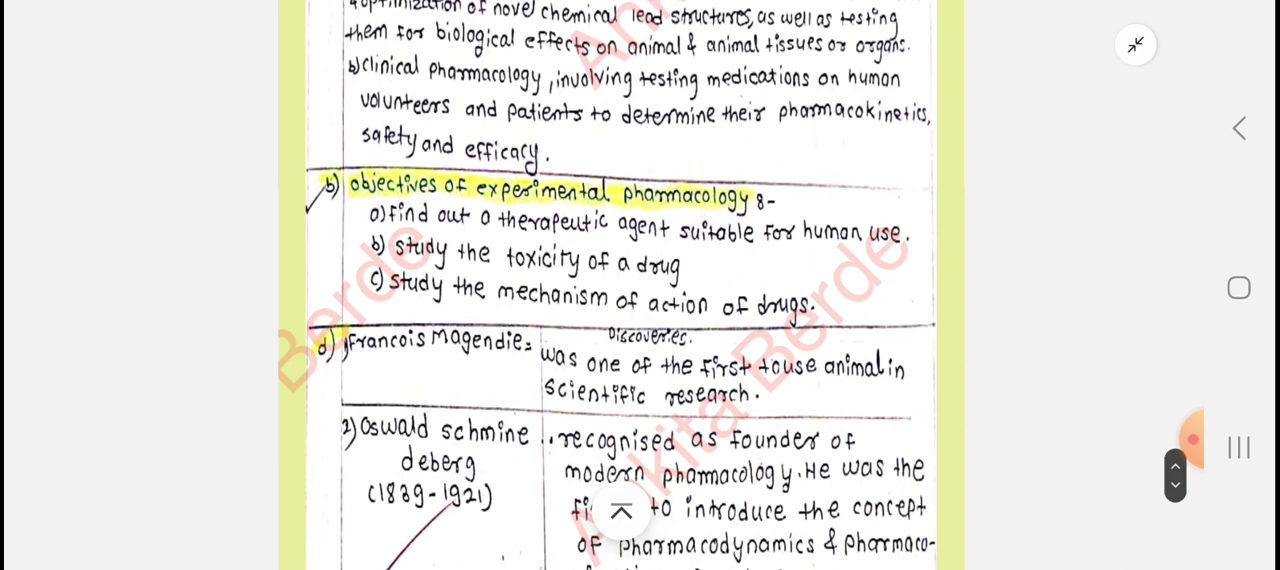 optimization of novel chemical lead structures, as well as testing
them for biological effects on animal & animal tissues or organs.
b) clinical pharmacology, involving testing medications on human
volunteers and patients to determine their pharmacokinetics,
safety and efficacy.
b) objectives of experimental pharmacology :-
a) Find out a therapeutic agent suitable for human use.
b) study the toxicity of a drug
c) study the mechanism of action of drugs.
Discoveries.
d) 1) Francois Magendie: was one of the first to use animal in
scientific research.
2) Oswald schmine
deberg
(1839-1921)
recognised as founder of
modern pharmacology. He was the
to introduce the concept
of pharmacodynamics & pharmaco-
Berde
Ankita Berde